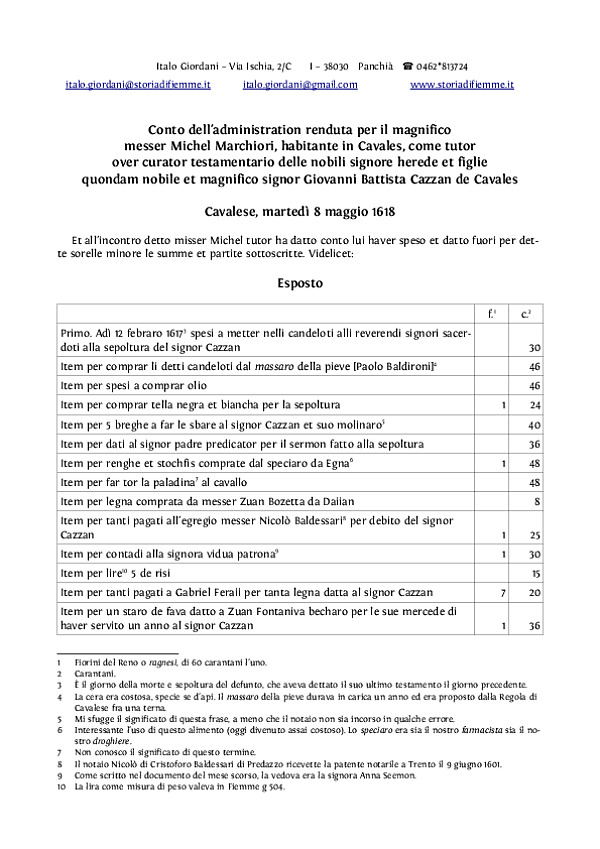 Italo Giordani – Via Ischia, 2/C I – 38030 Panchià ☎ 0462*813724
italo.giordani@storiadifiemme.it italo.giordani@gmail.com www.storiadifiemme.it
Conto dell'administration renduta per il magnifico
messer Michel Marchiori, habitante in Cavales, come tutor
over curator testamentario delle nobili signore herede et figlie
quondam nobile et magnifico signor Giovanni Battista Cazzan de Cavales
Cavalese, martedì 8 maggio 1618
Et all'incontro detto misser Michel tutor ha datto conto lui haver speso et datto fuori per det-
te sorelle minore le summe et partite sottoscritte. Videlicet:
Esposto
f.¹ c.²
Primo. Adì 12 febraro 1617³ spesi a metter nelli candeloti alli reverendi signori sacer-
doti alla sepoltura del signor Cazzan 30
Item per comprar li detti candeloti dal massaro della pieve [Paolo Baldironi]⁴ 46
Item per spesi a comprar olio 46
Item per comprar tella negra et biancha per la sepoltura 1 24
Item per 5 breghe a far le sbare al signor Cazzan et suo molinaro⁵ 40
Item per dati al signor padre predicator per il sermon fatto alla sepoltura 36
Item per renghe et stochfis comprate dal speciaro da Egna⁶ 1 48
Item per far tor la paladina⁷ al cavallo 48
Item per legna comprata da messer Zuan Bozetta da Daiian 8
Item per tanti pagati all'egregio messer Nicolò Baldessari⁸ per debito del signor
Cazzan 1 25
Item per contadi alla signora vidua patrona⁹ 1 30
Item per lire¹⁰ 5 de risi 15
Item per tanti pagati a Gabriel Feraii per tanta legna datta al signor Cazzan 7 20
Item per un staro de fava datto a Zuan Fontaniva becharo per le sue mercede di
haver servito un anno al signor Cazzan 1 36
1 Fiorini del Reno o ragnesi, di 60 carantani l'uno.
2 Carantani.
3 È il giorno della morte e sepoltura del defunto, che aveva dettato il suo ultimo testamento il giorno precedente.
4 La cera era costosa, specie se d'api. Il massaro della pieve durava in carica un anno ed era proposto dalla Regola di
Cavalese fra una terna.
5 Mi sfugge il significato di questa frase, a meno che il notaio non sia incorso in qualche errore.
6 Interessante l'uso di questo alimento (oggi divenuto assai costoso). Lo speciaro era sia il nostro farmacista sia il no-
stro droghiere.
7 Non conosco il significato di questo termine.
8 Il notaio Nicolò di Cristoforo Baldessari di Predazzo ricevette la patente notarile a Trento il 9 giugno 1601.
9 Come scritto nel documento del mese scorso, la vedova era la signora Anna Seemon.
10 La lira come misura di peso valeva in Fiemme g 504.